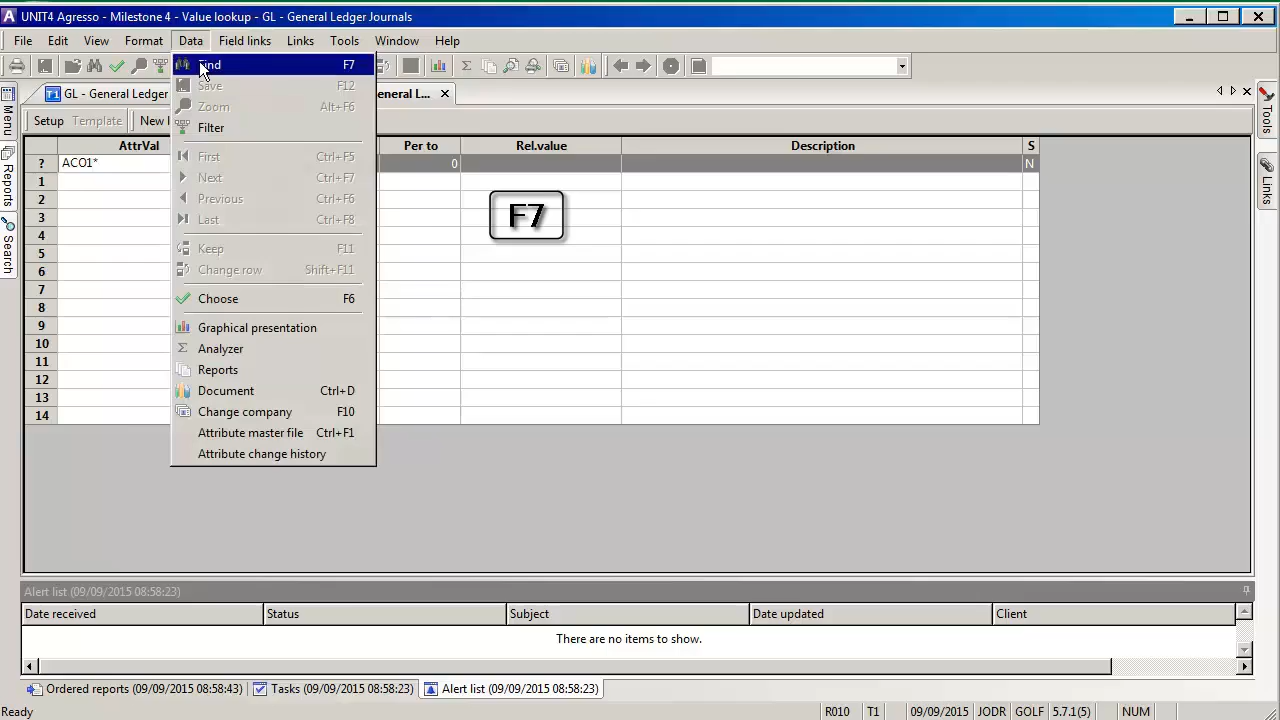 UNIT4 Agresso - Milestone 4 - Value lookup - GL - General Ledger Journals
File Edit View Format Data Field links Links Tools Window Help
GL - General Ledger
eneral L...
Setup Template New
AttrVal Per to Rel.value Description S
? ACO1* 0 N
1
2
3
4
5
6
7
8
9
10
11
12
13
14
Find F7
Save F12
Zoom Alt+F6
Filter
First Ctrl+F5
Next Ctrl+F7
Previous Ctrl+F6
Last Ctrl+F8
Keep F11
Change row Shift+F11
Choose F6
Graphical presentation
Analyzer
Reports
Document Ctrl+D
Change company F10
Attribute master file Ctrl+F1
Attribute change history
F7
Menu
Reports
Search
Tools
Links
Alert list (09/09/2015 08:58:23)
Date received Status Subject Date updated Client
There are no items to show.
Ordered reports (09/09/2015 08:58:43) Tasks (09/09/2015 08:58:23) Alert list (09/09/2015 08:58:23)
Ready R010 T1 09/09/2015 JODR GOLF 5.7.1(5) NUM